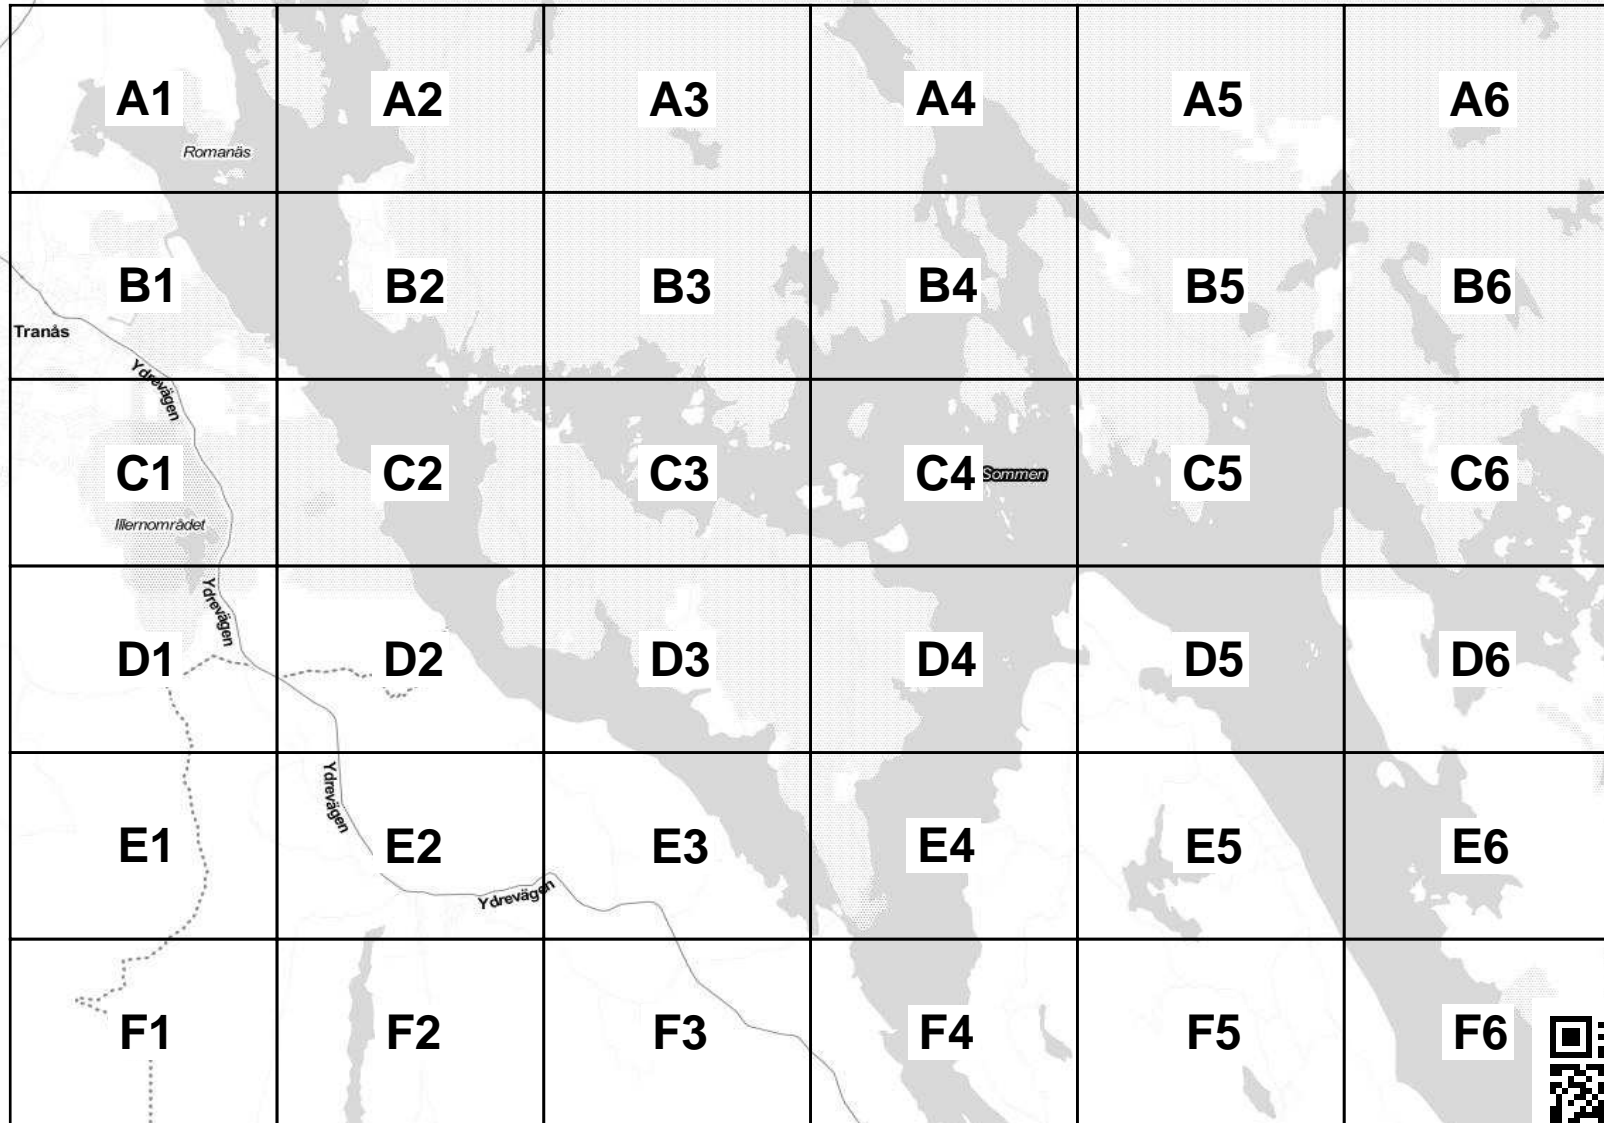 A1 A2 A3 A4 A5 A6
Romanäs
B1 B2 B3 B4 B5 B6
Tranås
Ydrevägen
C1 C2 C3 C4 Sommen C5 C6
Illernområdet
Ydrevägen
D1 D2 D3 D4 D5 D6
Ydrevägen
E1 E2 E3 E4 E5 E6
Ydrevägen
F1 F2 F3 F4 F5 F6